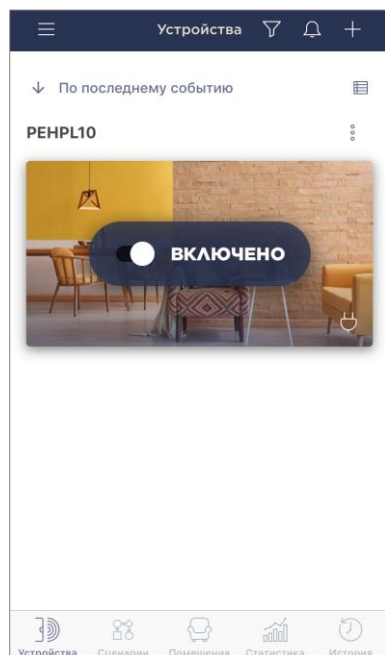 Устройства
По последнему событию
PEHPL10
ВКЛЮЧЕНО
Устройства Сценарии Помещения Статистика История